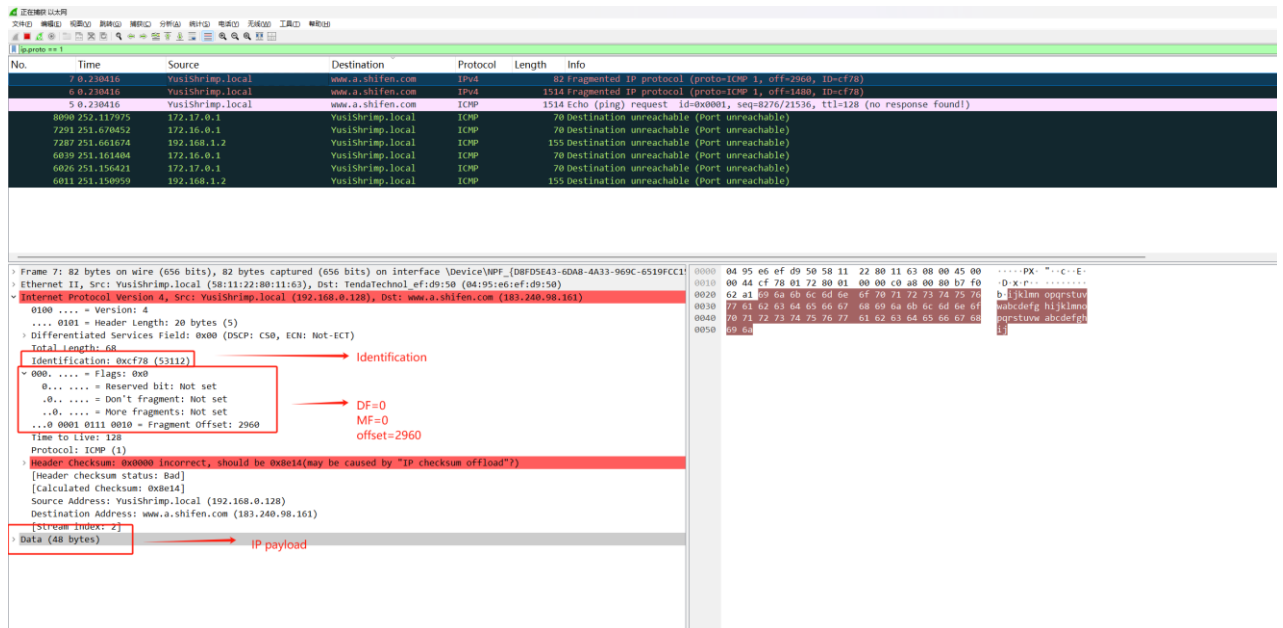 正在捕获 以太网
文件(F) 编辑(E) 视图(V) 跳转(G) 捕获(C) 分析(A) 统计(S) 电话(Y) 无线(W) 工具(T) 帮助(H)
ip.proto == 1
No. Time Source Destination Protocol Length Info
7 0.230416 YusiShrimp.local www.a.shifen.com IPv4 82 Fragmented IP protocol (proto=ICMP 1, off=2960, ID=cf78)
6 0.230416 YusiShrimp.local www.a.shifen.com IPv4 1514 Fragmented IP protocol (proto=ICMP 1, off=1480, ID=cf78)
5 0.230416 YusiShrimp.local www.a.shifen.com ICMP 1514 Echo (ping) request id=0x0001, seq=8276/21536, ttl=128 (no response found!)
8090 252.117975 172.17.0.1 YusiShrimp.local ICMP 70 Destination unreachable (Port unreachable)
7291 251.670452 172.16.0.1 YusiShrimp.local ICMP 70 Destination unreachable (Port unreachable)
7287 251.661674 192.168.1.2 YusiShrimp.local ICMP 155 Destination unreachable (Port unreachable)
6039 251.161404 172.16.0.1 YusiShrimp.local ICMP 70 Destination unreachable (Port unreachable)
6026 251.156421 172.17.0.1 YusiShrimp.local ICMP 70 Destination unreachable (Port unreachable)
6011 251.150959 192.168.1.2 YusiShrimp.local ICMP 155 Destination unreachable (Port unreachable)
Frame 7: 82 bytes on wire (656 bits), 82 bytes captured (656 bits) on interface \Device\NPF_{D8FD5E43-6DA8-4A33-969C-6519FCC1
Ethernet II, Src: YusiShrimp.local (58:11:22:80:11:63), Dst: TendaTechnol_ef:d9:50 (04:95:e6:ef:d9:50)
Internet Protocol Version 4, Src: YusiShrimp.local (192.168.0.128), Dst: www.a.shifen.com (183.240.98.161)
0100 .... = Version: 4
.... 0101 = Header Length: 20 bytes (5)
Differentiated Services Field: 0x00 (DSCP: CS0, ECN: Not-ECT)
Total Length: 68
Identification: 0xcf78 (53112)
Identification
000. .... = Flags: 0x0
0... .... = Reserved bit: Not set
.0.. .... = Don't fragment: Not set
..0. .... = More fragments: Not set
...0 0001 0111 0010 = Fragment Offset: 2960
DF=0
MF=0
offset=2960
Time to Live: 128
Protocol: ICMP (1)
Header Checksum: 0x0000 incorrect, should be 0x8e14(may be caused by "IP checksum offload"?)
[Header checksum status: Bad]
[Calculated Checksum: 0x8e14]
Source Address: YusiShrimp.local (192.168.0.128)
Destination Address: www.a.shifen.com (183.240.98.161)
[Stream index: 2]
Data (48 bytes)
IP payload
0000 04 95 e6 ef d9 50 58 11 22 80 11 63 08 00 45 00 ·····PX· "··c··E·
0010 00 44 cf 78 01 72 80 01 00 00 c0 a8 00 80 b7 f0 ·D·x·r·· ········
0020 62 a1 69 6a 6b 6c 6d 6e 6f 70 71 72 73 74 75 76 b·ijklmn opqrstuv
0030 77 61 62 63 64 65 66 67 68 69 6a 6b 6c 6d 6e 6f wabcdefg hijklmno
0040 70 71 72 73 74 75 76 77 61 62 63 64 65 66 67 68 pqrstuvw abcdefgh
0050 69 6a ij